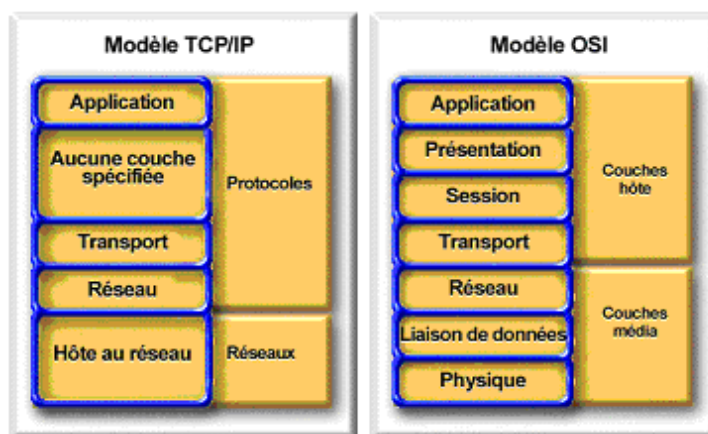 Modèle TCP/IP
Application
Aucune couche
spécifiée
Transport
Réseau
Hôte au réseau
Protocoles
Réseaux
Modèle OSI
Application
Présentation
Session
Transport
Réseau
Liaison de données
Physique
Couches
hôte
Couches
média